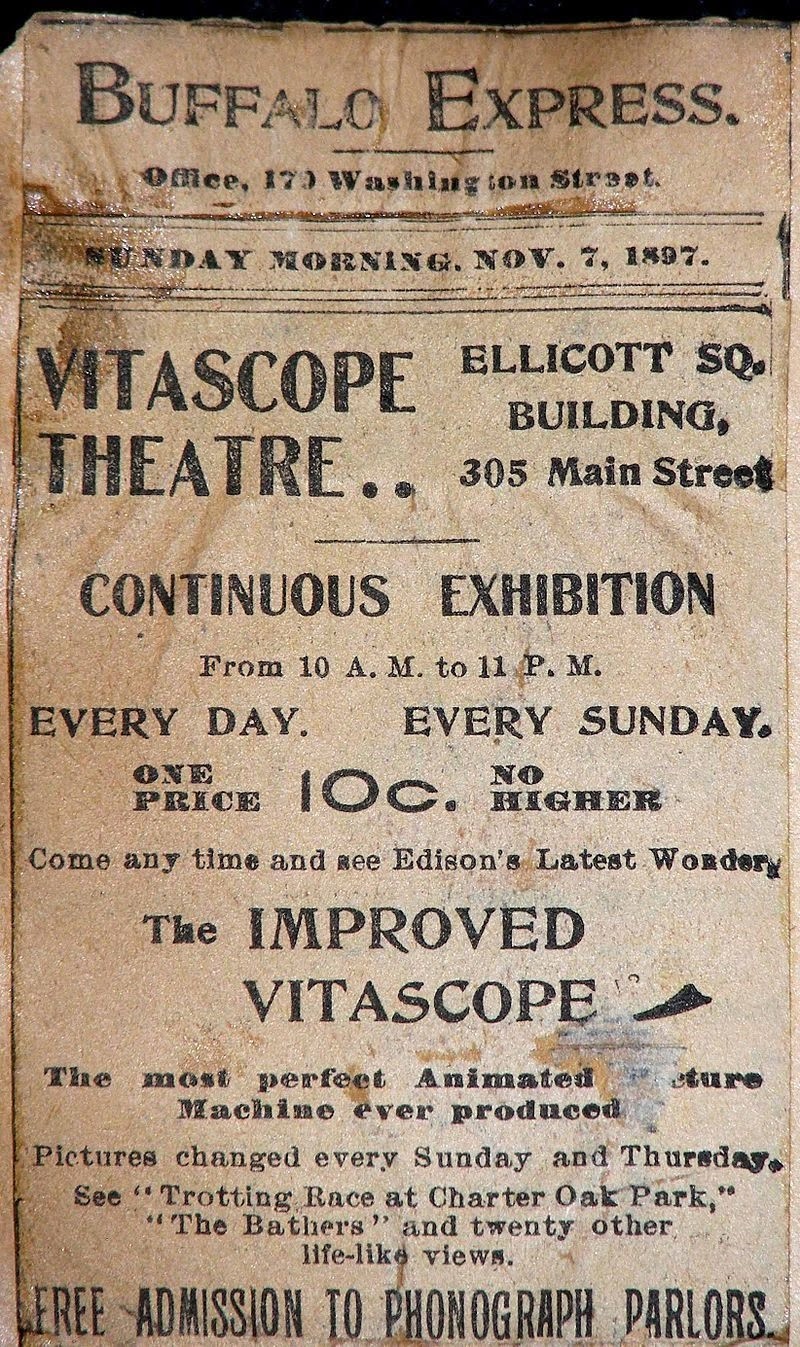 BUFFALO EXPRESS.
Office, 179 Washington Street.
SUNDAY MORNING, NOV. 7, 1897.
VITASCOPE THEATRE..
ELLICOTT SQ. BUILDING,
305 Main Street
CONTINUOUS EXHIBITION
From 10 A. M. to 11 P. M.
EVERY DAY. EVERY SUNDAY.
ONE PRICE 10c. NO HIGHER
Come any time and see Edison's Latest Wonder,
The IMPROVED
VITASCOPE
The most perfect Animated
Machine ever produced
Pictures changed every Sunday and Thursday.
See "Trotting Race at Charter Oak Park,"
"The Bathers" and twenty other
life-like views.
FREE ADMISSION TO PHONOGRAPH PARLORS.